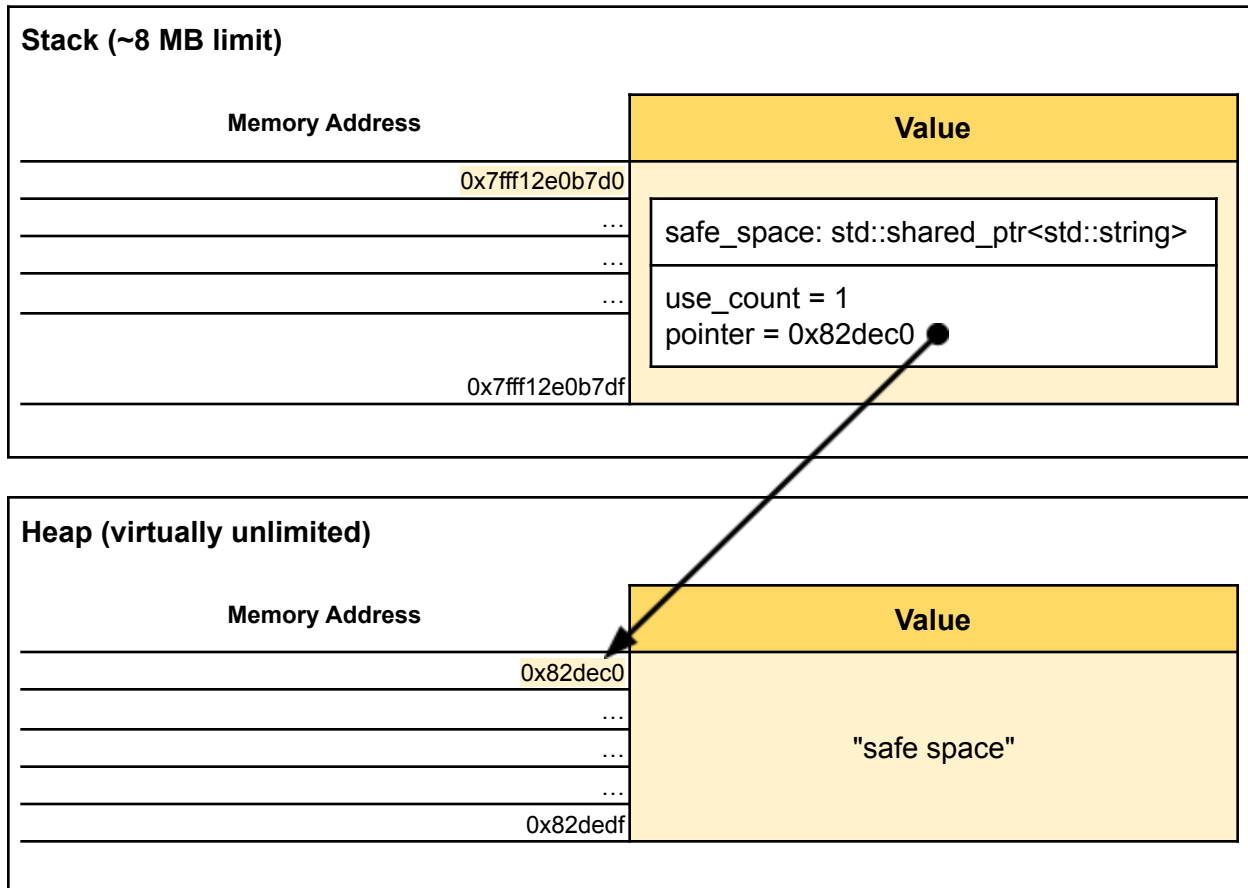 Stack (~8 MB limit)
Memory Address
Value
0x7fff12e0b7d0
…
…
…
0x7fff12e0b7df
safe_space: std::shared_ptr<std::string>
use_count = 1
pointer = 0x82dec0
Heap (virtually unlimited)
Memory Address
Value
0x82dec0
…
…
…
0x82dedf
"safe space"